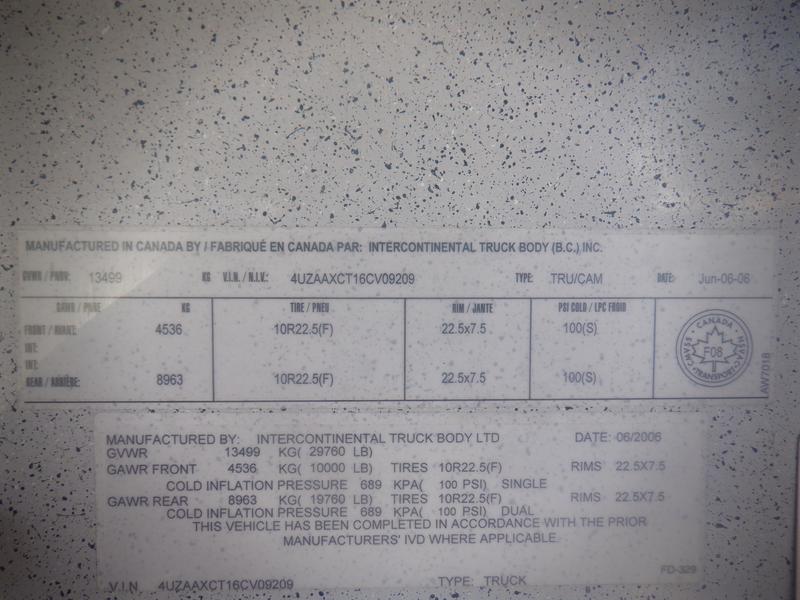 MANUFACTURED IN CANADA BY / FABRIQUÉ EN CANADA PAR: INTERCONTINENTAL TRUCK BODY (B.C.) INC.
GVWR / PNBV: 13499 KG V.I.N. / N.I.V.: 4UZAAXCT16CV09209 TYPE: TRU/CAM DATE: Jun-06-06
GAWR / PNBE KG TIRE / PNEU RIM / JANTE PSI COLD / LPC FROID
FRONT / AVANT: 4536 10R22.5(F) 22.5x7.5 100(S)
INT:
INT:
REAR / ARRIÈRE: 8963 10R22.5(F) 22.5x7.5 100(S)
CANADA
F08
TRANSPORT
CMVSS
NSVAC
AW7018
MANUFACTURED BY: INTERCONTINENTAL TRUCK BODY LTD DATE: 06/2006
GVWR 13499 KG( 29760 LB)
GAWR FRONT 4536 KG( 10000 LB) TIRES 10R22.5(F) RIMS 22.5X7.5
COLD INFLATION PRESSURE 689 KPA( 100 PSI) SINGLE
GAWR REAR 8963 KG( 19760 LB) TIRES 10R22.5(F) RIMS 22.5X7.5
COLD INFLATION PRESSURE 689 KPA( 100 PSI) DUAL
THIS VEHICLE HAS BEEN COMPLETED IN ACCORDANCE WITH THE PRIOR
MANUFACTURERS' IVD WHERE APPLICABLE.
FD-329
V.I.N. 4UZAAXCT16CV09209 TYPE: TRUCK